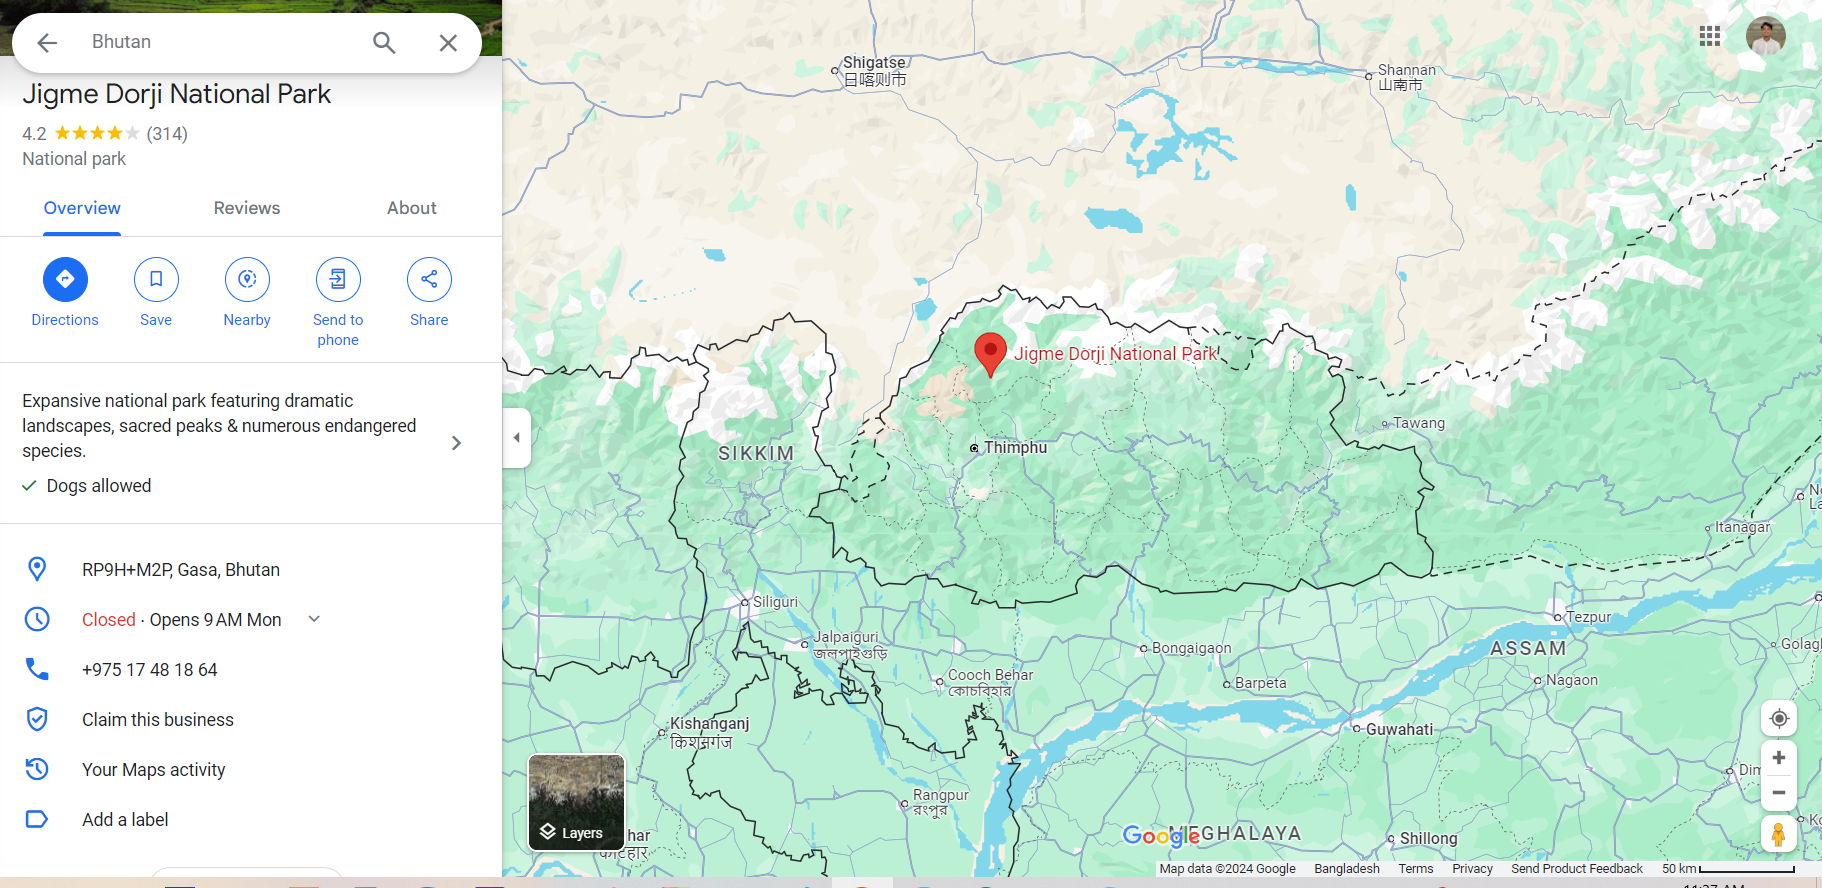 Bhutan
Jigme Dorji National Park
4.2
(314)
National park
Overview
Reviews
About
Directions
Save
Nearby
Send to
phone
Share
Expansive national park featuring dramatic
landscapes, sacred peaks & numerous endangered
species.
Dogs allowed
RP9H+M2P, Gasa, Bhutan
Closed · Opens 9 AM Mon
+975 17 48 18 64
Claim this business
Your Maps activity
Add a label
Shigatse
日喀则市
Shannan
山南市
Jigme Dorji National Park
Tawang
Thimphu
SIKKIM
Itanagar
Siliguri
Tezpur
Jalpaiguri
জলপাইগুড়ি
Bongaigaon
ASSAM
Cooch Behar
কোচবিহার
Barpeta
Nagaon
Kishanganj
किशनगंज
Guwahati
Rangpur
রংপুর
Layers
Google
Shillong
Map data ©2024 Google
Bangladesh
Terms
Privacy
Send Product Feedback
50 km